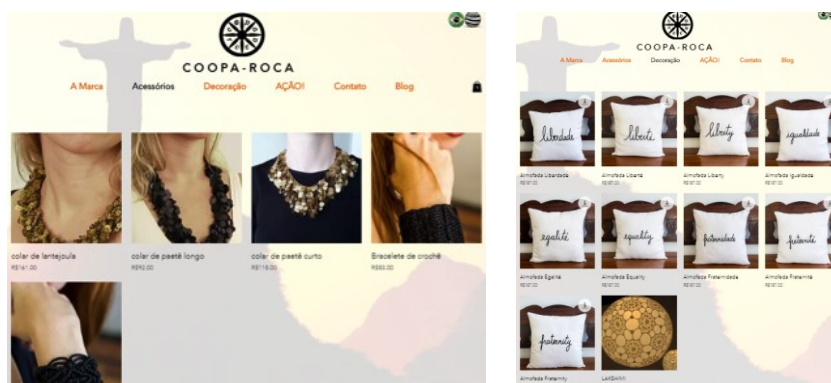 COOPA-ROCA
A Marca Acessórios Decoração AÇÃO! Contato Blog
colar de lantejoula colar de paetê longo colar de paetê curto Bracelete de crochê
R$161.00 R$92.00 R$115.00 R$83.00
COOPA-ROCA
A Marca Acessórios Decoração AÇÃO! Contato Blog
liberdade liberté liberty igualdade
Almofada Liberdade Almofada Liberté Almofada Liberty Almofada Igualdade
egalité equality fraternidade fraternité
Almofada Egalité Almofada Equality Almofada Fraternidade Almofada Fraternité
fraternity
Almofada Fraternity